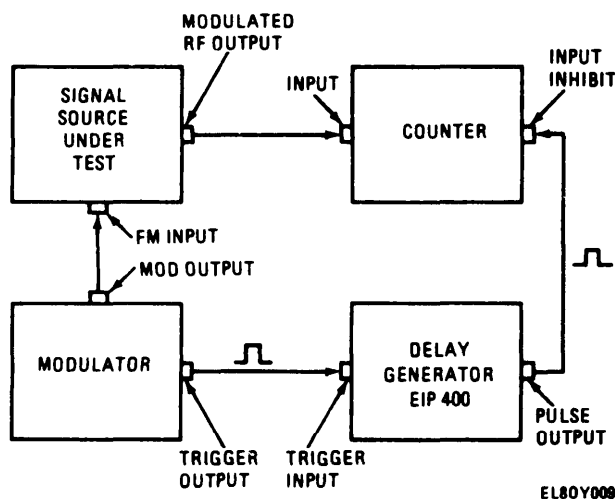 MODULATED
RF OUTPUT
SIGNAL
SOURCE
UNDER
TEST
INPUT
COUNTER
INPUT
INHIBIT
FM INPUT
MOD OUTPUT
MODULATOR
DELAY
GENERATOR
EIP 400
TRIGGER
OUTPUT
TRIGGER
INPUT
PULSE
OUTPUT
EL8OY009